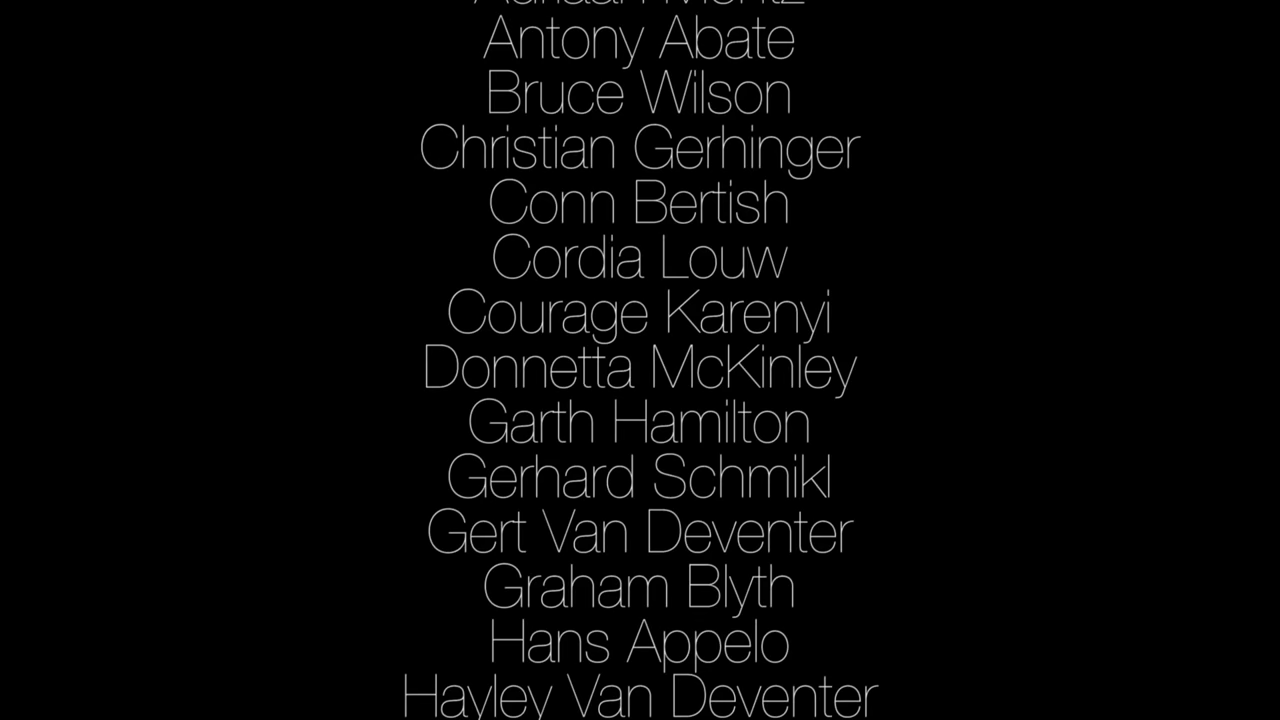 Antony Abate
Bruce Wilson
Christian Gerhinger
Conn Bertish
Cordia Louw
Courage Karenyi
Donnetta McKinley
Garth Hamilton
Gerhard Schmikl
Gert Van Deventer
Graham Blyth
Hans Appelo
Hayley Van Deventer